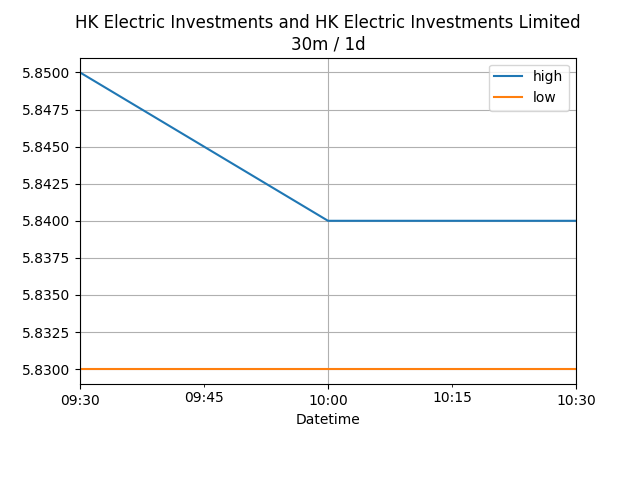 HK Electric Investments and HK Electric Investments Limited
30m / 1d
high
low
5.8500
5.8475
5.8450
5.8425
5.8400
5.8375
5.8350
5.8325
5.8300
09:30
09:45
10:00
10:15
10:30
Datetime